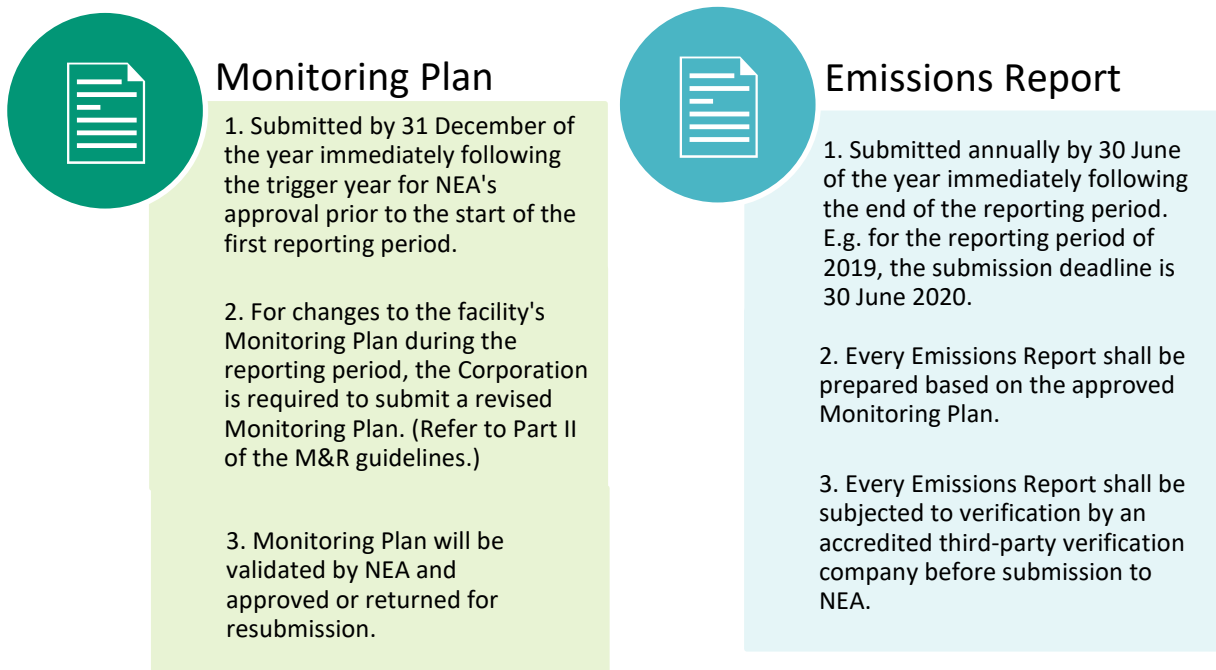 Monitoring Plan
1. Submitted by 31 December of
the year immediately following
the trigger year for NEA's
approval prior to the start of the
first reporting period.
2. For changes to the facility's
Monitoring Plan during the
reporting period, the Corporation
is required to submit a revised
Monitoring Plan. (Refer to Part II
of the M&R guidelines.)
3. Monitoring Plan will be
validated by NEA and
approved or returned for
resubmission.
Emissions Report
1. Submitted annually by 30 June
of the year immediately following
the end of the reporting period.
E.g. for the reporting period of
2019, the submission deadline is
30 June 2020.
2. Every Emissions Report shall be
prepared based on the approved
Monitoring Plan.
3. Every Emissions Report shall be
subjected to verification by an
accredited third-party verification
company before submission to
NEA.